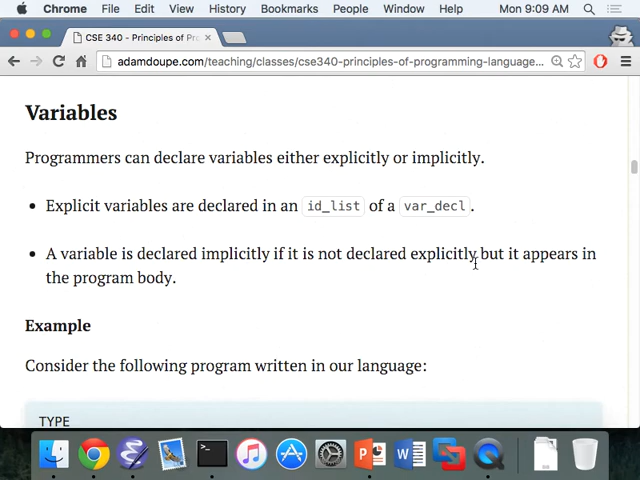 Chrome File Edit View History Bookmarks People Window Help Mon 9:09 AM
CSE 340 - Principles of Pro
adamdoupe.com/teaching/classes/cse340-principles-of-programming-language...
Variables
Programmers can declare variables either explicitly or implicitly.
• Explicit variables are declared in an id_list of a var_decl.
• A variable is declared implicitly if it is not declared explicitly but it appears in
the program body.
Example
Consider the following program written in our language:
TYPE